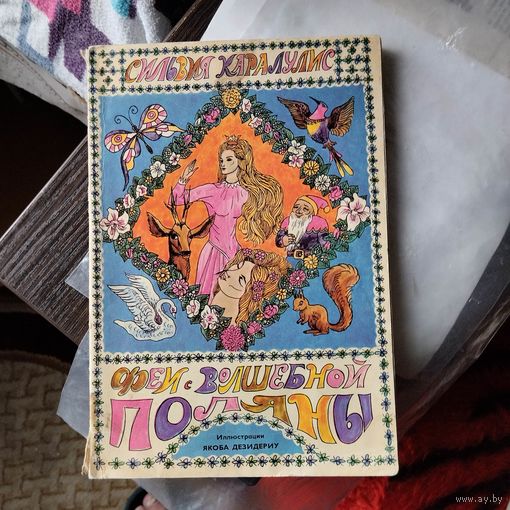 СИЛЬВИЯ КАРАЛУЛИС
ФЕИ с ВОЛШЕБНОЙ
ПОЛЯНЫ
Иллюстрации
ЯКОБА ДЕЗИДЕРИУ
www.ay.by